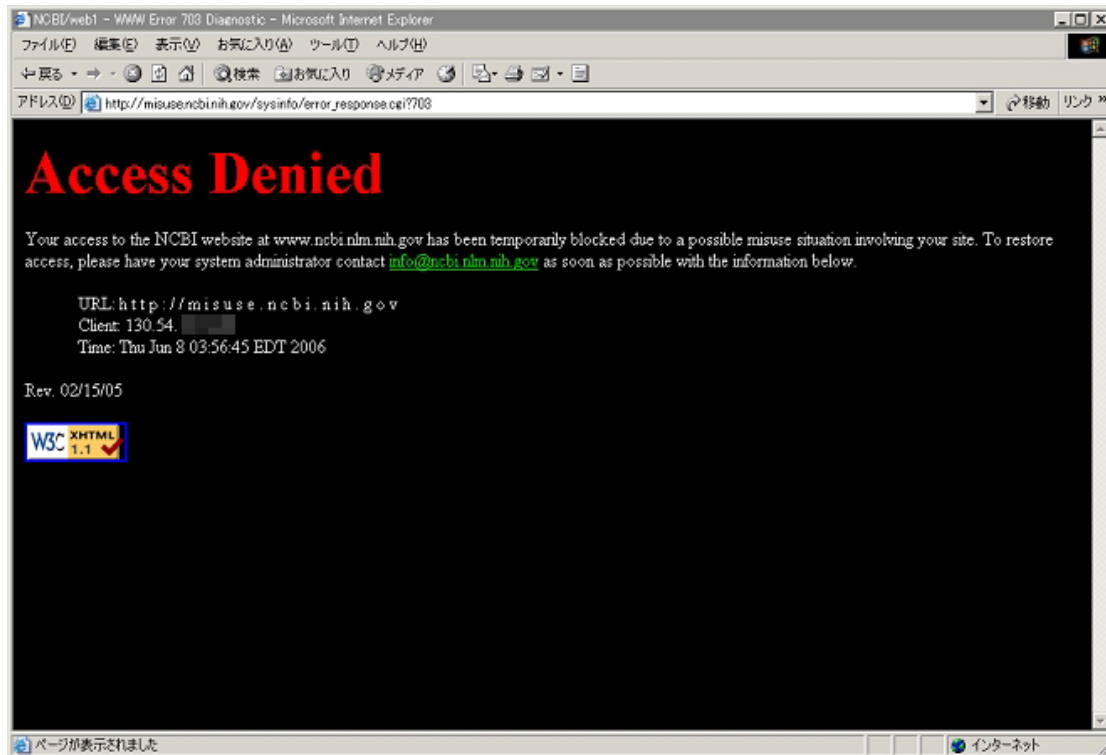 NCBI/web1 - WWW Error 703 Diagnostic - Microsoft Internet Explorer
ファイル(F) 編集(E) 表示(V) お気に入り(A) ツール(T) ヘルプ(H)
戻る 検索 お気に入り メディア
アドレス(D) http://misuse.ncbi.nih.gov/sysinfo/error_response.cgi?703 移動 リンク »
Access Denied
Your access to the NCBI website at www.ncbi.nlm.nih.gov has been temporarily blocked due to a possible misuse situation involving your site. To restore
access, please have your system administrator contact info@ncbi.nlm.nih.gov as soon as possible with the information below.
URL: http://misuse.ncbi.nih.gov
Client: 130.54.
Time: Thu Jun 8 03:56:45 EDT 2006
Rev. 02/15/05
W3C XHTML 1.1
ページが表示されました インターネット